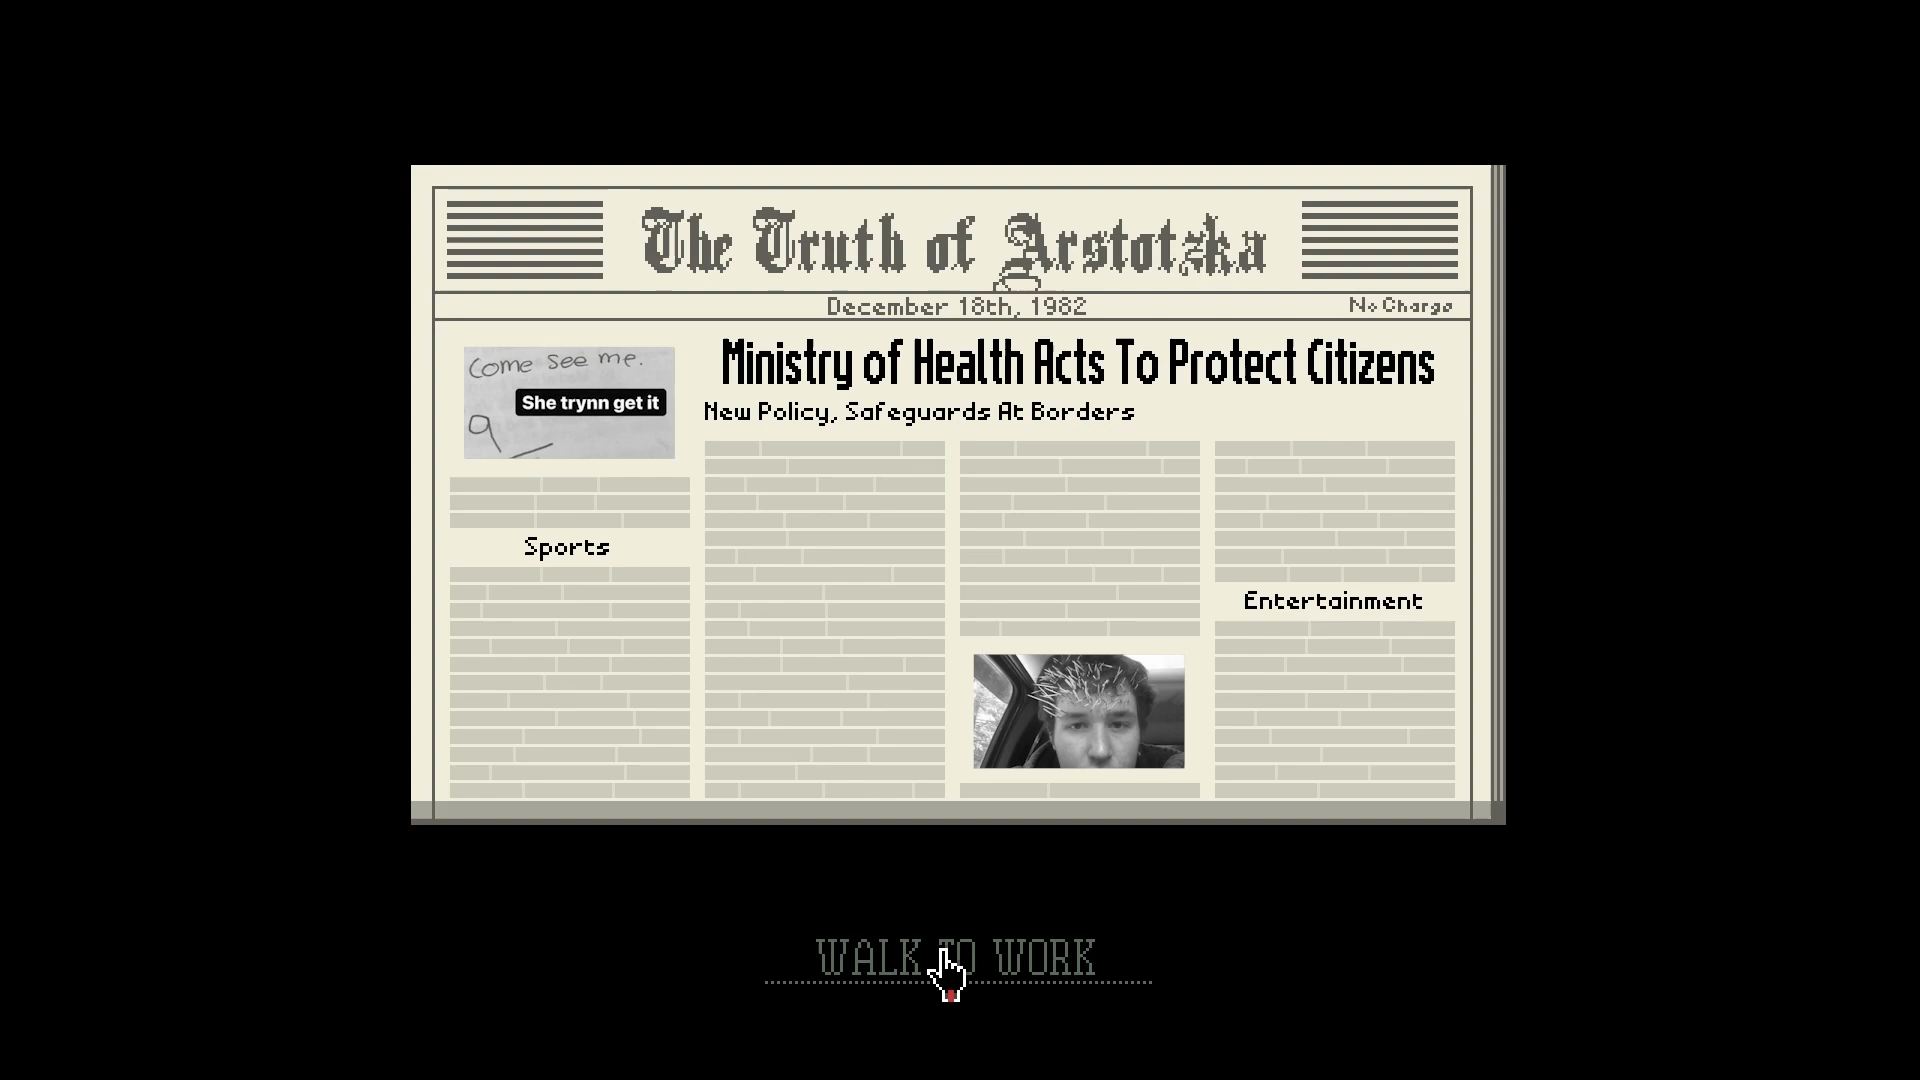 The Truth of Arstotzka
December 18th, 1982
No Charge
Come see me.
She trynn get it
9
Ministry of Health Acts To Protect Citizens
New Policy, Safeguards At Borders
Sports
Entertainment
WALK TO WORK